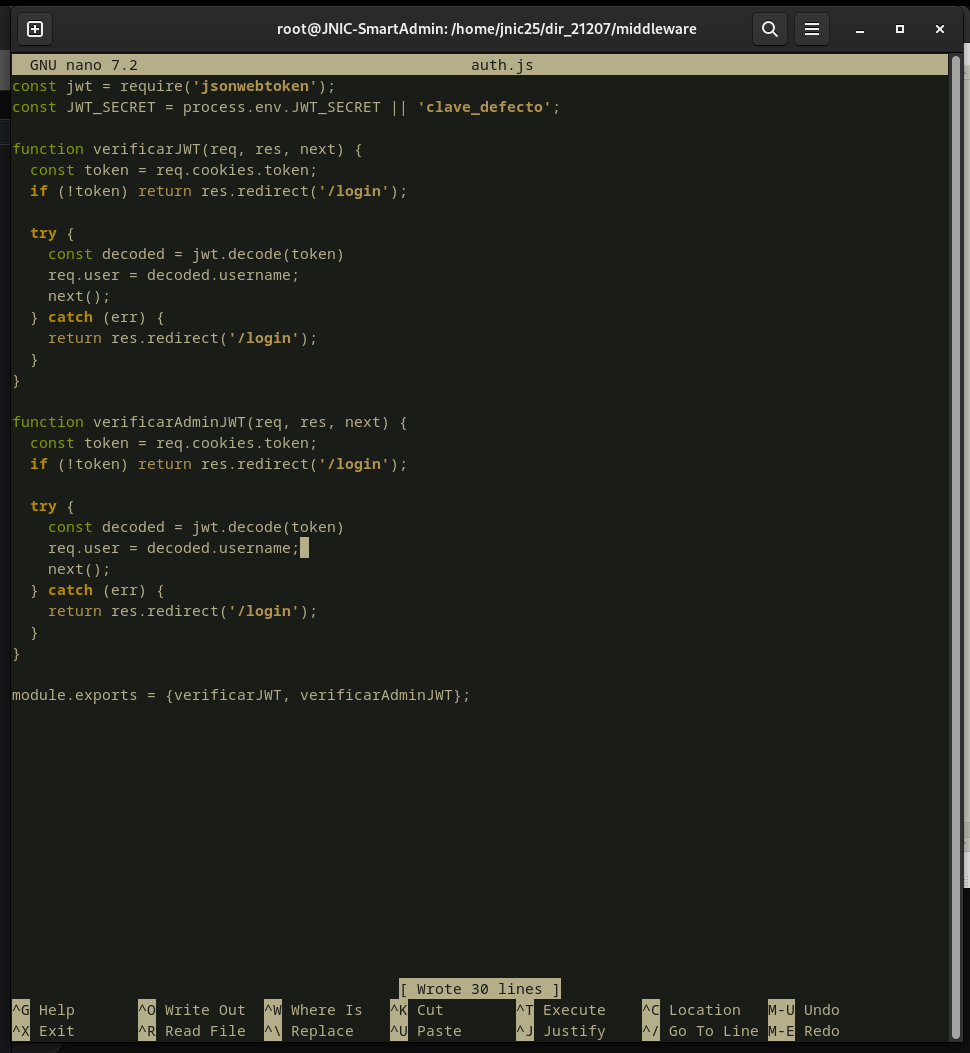 root@JNIC-SmartAdmin: /home/jnic25/dir_21207/middleware
GNU nano 7.2 auth.js
const jwt = require('jsonwebtoken');
const JWT_SECRET = process.env.JWT_SECRET || 'clave_defecto';

function verificarJWT(req, res, next) {
  const token = req.cookies.token;
  if (!token) return res.redirect('/login');

  try {
    const decoded = jwt.decode(token)
    req.user = decoded.username;
    next();
  } catch (err) {
    return res.redirect('/login');
  }
}

function verificarAdminJWT(req, res, next) {
  const token = req.cookies.token;
  if (!token) return res.redirect('/login');

  try {
    const decoded = jwt.decode(token)
    req.user = decoded.username;
    next();
  } catch (err) {
    return res.redirect('/login');
  }
}

module.exports = {verificarJWT, verificarAdminJWT};
[ Wrote 30 lines ]
^G Help ^O Write Out ^W Where Is ^K Cut ^T Execute ^C Location M-U Undo
^X Exit ^R Read File ^\ Replace ^U Paste ^J Justify ^/ Go To Line M-E Redo